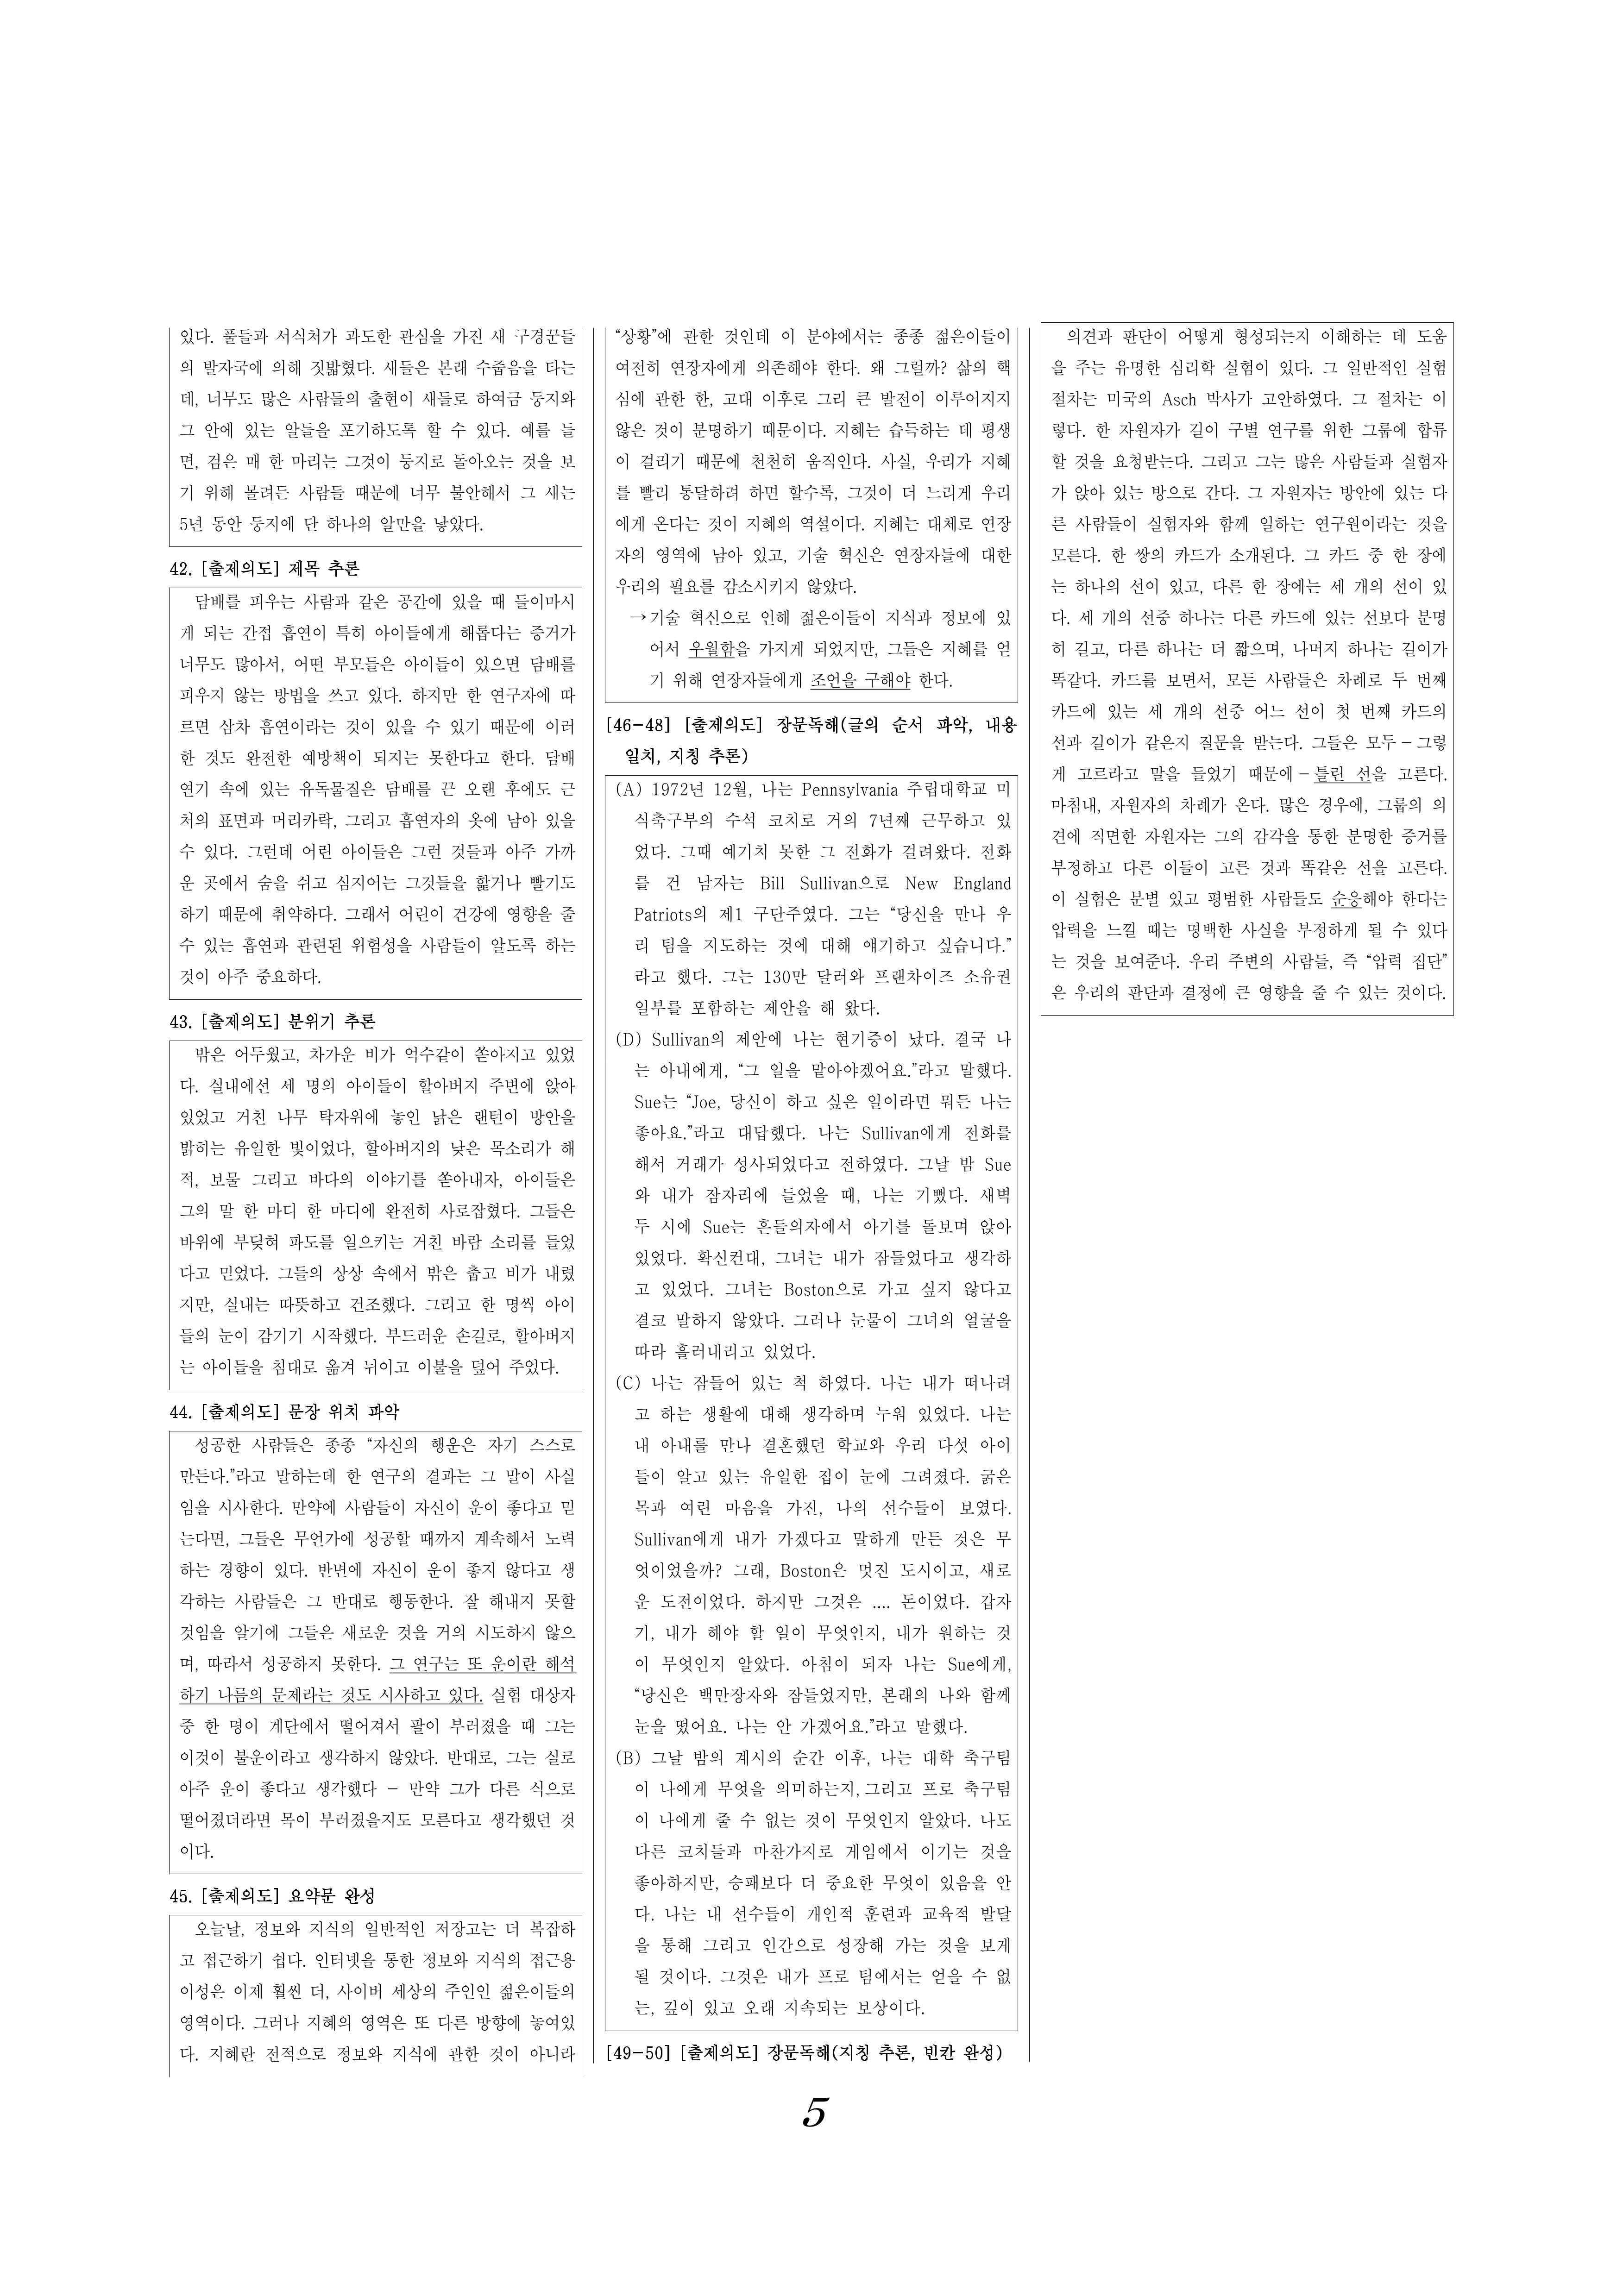 있다. 풀들과 서식처가 과도한 관심을 가진 새 구경꾼들
의 발자국에 의해 짓밟혔다. 새들은 본래 수줍음을 타는
데, 너무도 많은 사람들의 출현이 새들로 하여금 둥지와
그 안에 있는 알들을 포기하도록 할 수 있다. 예를 들
면, 검은 매 한 마리는 그것이 둥지로 돌아오는 것을 보
기 위해 몰려든 사람들 때문에 너무 불안해서 그 새는
5년 동안 둥지에 단 하나의 알만을 낳았다.
42. [출제의도] 제목 추론
담배를 피우는 사람과 같은 공간에 있을 때 들이마시
게 되는 간접 흡연이 특히 아이들에게 해롭다는 증거가
너무도 많아서, 어떤 부모들은 아이들이 있으면 담배를
피우지 않는 방법을 쓰고 있다. 하지만 한 연구자에 따
르면 삼차 흡연이라는 것이 있을 수 있기 때문에 이러
한 것도 완전한 예방책이 되지는 못한다고 한다. 담배
연기 속에 있는 유독물질은 담배를 끈 오랜 후에도 근
처의 표면과 머리카락, 그리고 흡연자의 옷에 남아 있을
수 있다. 그런데 어린 아이들은 그런 것들과 아주 가까
운 곳에서 숨을 쉬고 심지어는 그것들을 핥거나 빨기도
하기 때문에 취약하다. 그래서 어린이 건강에 영향을 줄
수 있는 흡연과 관련된 위험성을 사람들이 알도록 하는
것이 아주 중요하다.
43. [출제의도] 분위기 추론
밖은 어두웠고, 차가운 비가 억수같이 쏟아지고 있었
다. 실내에선 세 명의 아이들이 할아버지 주변에 앉아
있었고 거친 나무 탁자위에 놓인 낡은 랜턴이 방안을
밝히는 유일한 빛이었다, 할아버지의 낮은 목소리가 해
적, 보물 그리고 바다의 이야기를 쏟아내자, 아이들은
그의 말 한 마디 한 마디에 완전히 사로잡혔다. 그들은
바위에 부딪혀 파도를 일으키는 거친 바람 소리를 들었
다고 믿었다. 그들의 상상 속에서 밖은 춥고 비가 내렸
지만, 실내는 따뜻하고 건조했다. 그리고 한 명씩 아이
들의 눈이 감기기 시작했다. 부드러운 손길로, 할아버지
는 아이들을 침대로 옮겨 뉘이고 이불을 덮어 주었다.
44. [출제의도] 문장 위치 파악
성공한 사람들은 종종 “자신의 행운은 자기 스스로
만든다.”라고 말하는데 한 연구의 결과는 그 말이 사실
임을 시사한다. 만약에 사람들이 자신이 운이 좋다고 믿
는다면, 그들은 무언가에 성공할 때까지 계속해서 노력
하는 경향이 있다. 반면에 자신이 운이 좋지 않다고 생
각하는 사람들은 그 반대로 행동한다. 잘 해내지 못할
것임을 알기에 그들은 새로운 것을 거의 시도하지 않으
며, 따라서 성공하지 못한다. 그 연구는 또 운이란 해석
하기 나름의 문제라는 것도 시사하고 있다. 실험 대상자
중 한 명이 계단에서 떨어져서 팔이 부러졌을 때 그는
이것이 불운이라고 생각하지 않았다. 반대로, 그는 실로
아주 운이 좋다고 생각했다 － 만약 그가 다른 식으로
떨어졌더라면 목이 부러졌을지도 모른다고 생각했던 것
이다.
45. [출제의도] 요약문 완성
오늘날, 정보와 지식의 일반적인 저장고는 더 복잡하
고 접근하기 쉽다. 인터넷을 통한 정보와 지식의 접근용
이성은 이제 훨씬 더, 사이버 세상의 주인인 젊은이들의
영역이다. 그러나 지혜의 영역은 또 다른 방향에 놓여있
다. 지혜란 전적으로 정보와 지식에 관한 것이 아니라
“상황”에 관한 것인데 이 분야에서는 종종 젊은이들이
여전히 연장자에게 의존해야 한다. 왜 그럴까? 삶의 핵
심에 관한 한, 고대 이후로 그리 큰 발전이 이루어지지
않은 것이 분명하기 때문이다. 지혜는 습득하는 데 평생
이 걸리기 때문에 천천히 움직인다. 사실, 우리가 지혜
를 빨리 통달하려 하면 할수록, 그것이 더 느리게 우리
에게 온다는 것이 지혜의 역설이다. 지혜는 대체로 연장
자의 영역에 남아 있고, 기술 혁신은 연장자들에 대한
우리의 필요를 감소시키지 않았다.
→기술 혁신으로 인해 젊은이들이 지식과 정보에 있
어서 우월함을 가지게 되었지만, 그들은 지혜를 얻
기 위해 연장자들에게 조언을 구해야 한다.
[46-48] [출제의도] 장문독해(글의 순서 파악, 내용
일치, 지칭 추론)
(A) 1972년 12월, 나는 Pennsylvania 주립대학교 미
식축구부의 수석 코치로 거의 7년째 근무하고 있
었다. 그때 예기치 못한 그 전화가 걸려왔다. 전화
를 건 남자는 Bill Sullivan으로 New England
Patriots의 제1 구단주였다. 그는 “당신을 만나 우
리 팀을 지도하는 것에 대해 얘기하고 싶습니다.”
라고 했다. 그는 130만 달러와 프랜차이즈 소유권
일부를 포함하는 제안을 해 왔다.
(D) Sullivan의 제안에 나는 현기증이 났다. 결국 나
는 아내에게, “그 일을 맡아야겠어요.”라고 말했다.
Sue는 “Joe, 당신이 하고 싶은 일이라면 뭐든 나는
좋아요.”라고 대답했다. 나는 Sullivan에게 전화를
해서 거래가 성사되었다고 전하였다. 그날 밤 Sue
와 내가 잠자리에 들었을 때, 나는 기뻤다. 새벽
두 시에 Sue는 흔들의자에서 아기를 돌보며 앉아
있었다. 확신컨대, 그녀는 내가 잠들었다고 생각하
고 있었다. 그녀는 Boston으로 가고 싶지 않다고
결코 말하지 않았다. 그러나 눈물이 그녀의 얼굴을
따라 흘러내리고 있었다.
(C) 나는 잠들어 있는 척 하였다. 나는 내가 떠나려
고 하는 생활에 대해 생각하며 누워 있었다. 나는
내 아내를 만나 결혼했던 학교와 우리 다섯 아이
들이 알고 있는 유일한 집이 눈에 그려졌다. 굵은
목과 여린 마음을 가진, 나의 선수들이 보였다.
Sullivan에게 내가 가겠다고 말하게 만든 것은 무
엇이었을까? 그래, Boston은 멋진 도시이고, 새로
운 도전이었다. 하지만 그것은 .... 돈이었다. 갑자
기, 내가 해야 할 일이 무엇인지, 내가 원하는 것
이 무엇인지 알았다. 아침이 되자 나는 Sue에게,
“당신은 백만장자와 잠들었지만, 본래의 나와 함께
눈을 떴어요. 나는 안 가겠어요.”라고 말했다.
(B) 그날 밤의 계시의 순간 이후, 나는 대학 축구팀
이 나에게 무엇을 의미하는지, 그리고 프로 축구팀
이 나에게 줄 수 없는 것이 무엇인지 알았다. 나도
다른 코치들과 마찬가지로 게임에서 이기는 것을
좋아하지만, 승패보다 더 중요한 무엇이 있음을 안
다. 나는 내 선수들이 개인적 훈련과 교육적 발달
을 통해 그리고 인간으로 성장해 가는 것을 보게
될 것이다. 그것은 내가 프로 팀에서는 얻을 수 없
는, 깊이 있고 오래 지속되는 보상이다.
[49-50] [출제의도] 장문독해(지칭 추론, 빈칸 완성)
의견과 판단이 어떻게 형성되는지 이해하는 데 도움
을 주는 유명한 심리학 실험이 있다. 그 일반적인 실험
절차는 미국의 Asch 박사가 고안하였다. 그 절차는 이
렇다. 한 자원자가 길이 구별 연구를 위한 그룹에 합류
할 것을 요청받는다. 그리고 그는 많은 사람들과 실험자
가 앉아 있는 방으로 간다. 그 자원자는 방안에 있는 다
른 사람들이 실험자와 함께 일하는 연구원이라는 것을
모른다. 한 쌍의 카드가 소개된다. 그 카드 중 한 장에
는 하나의 선이 있고, 다른 한 장에는 세 개의 선이 있
다. 세 개의 선중 하나는 다른 카드에 있는 선보다 분명
히 길고, 다른 하나는 더 짧으며, 나머지 하나는 길이가
똑같다. 카드를 보면서, 모든 사람들은 차례로 두 번째
카드에 있는 세 개의 선중 어느 선이 첫 번째 카드의
선과 길이가 같은지 질문을 받는다. 그들은 모두－그렇
게 고르라고 말을 들었기 때문에－틀린 선을 고른다.
마침내, 자원자의 차례가 온다. 많은 경우에, 그룹의 의
견에 직면한 자원자는 그의 감각을 통한 분명한 증거를
부정하고 다른 이들이 고른 것과 똑같은 선을 고른다.
이 실험은 분별 있고 평범한 사람들도 순응해야 한다는
압력을 느낄 때는 명백한 사실을 부정하게 될 수 있다
는 것을 보여준다. 우리 주변의 사람들, 즉 “압력 집단”
은 우리의 판단과 결정에 큰 영향을 줄 수 있는 것이다.
5